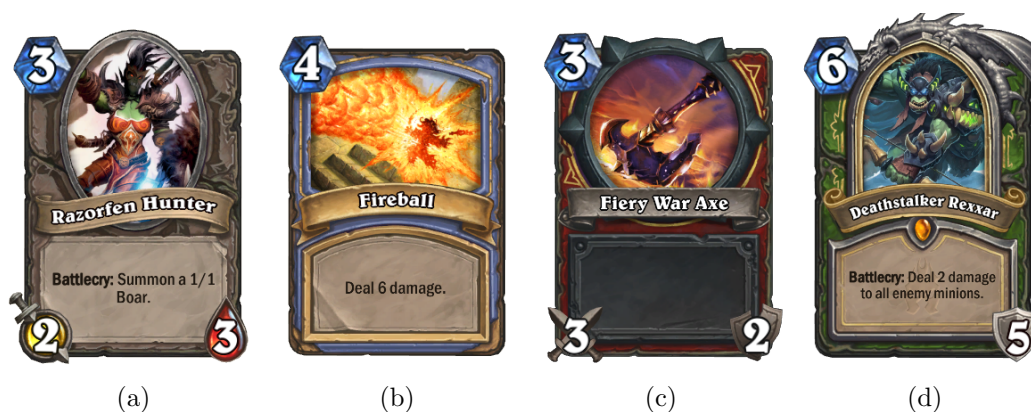 3
Razorfen Hunter
Battlecry: Summon a 1/1
Boar.
2
3
(a)
4
Fireball
Deal 6 damage.
(b)
3
Fiery War Axe
3
2
(c)
6
Deathstalker Rexxar
Battlecry: Deal 2 damage
to all enemy minions.
5
(d)